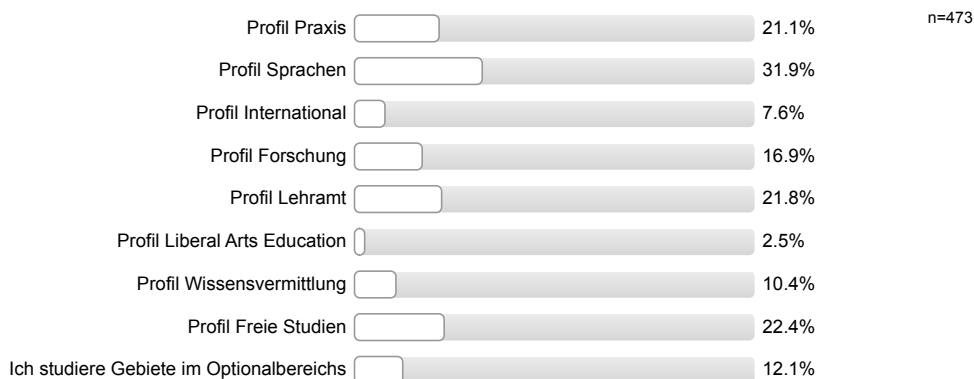 n=473
Profil Praxis 21.1%
Profil Sprachen 31.9%
Profil International 7.6%
Profil Forschung 16.9%
Profil Lehramt 21.8%
Profil Liberal Arts Education 2.5%
Profil Wissensvermittlung 10.4%
Profil Freie Studien 22.4%
Ich studiere Gebiete im Optionalbereichs 12.1%